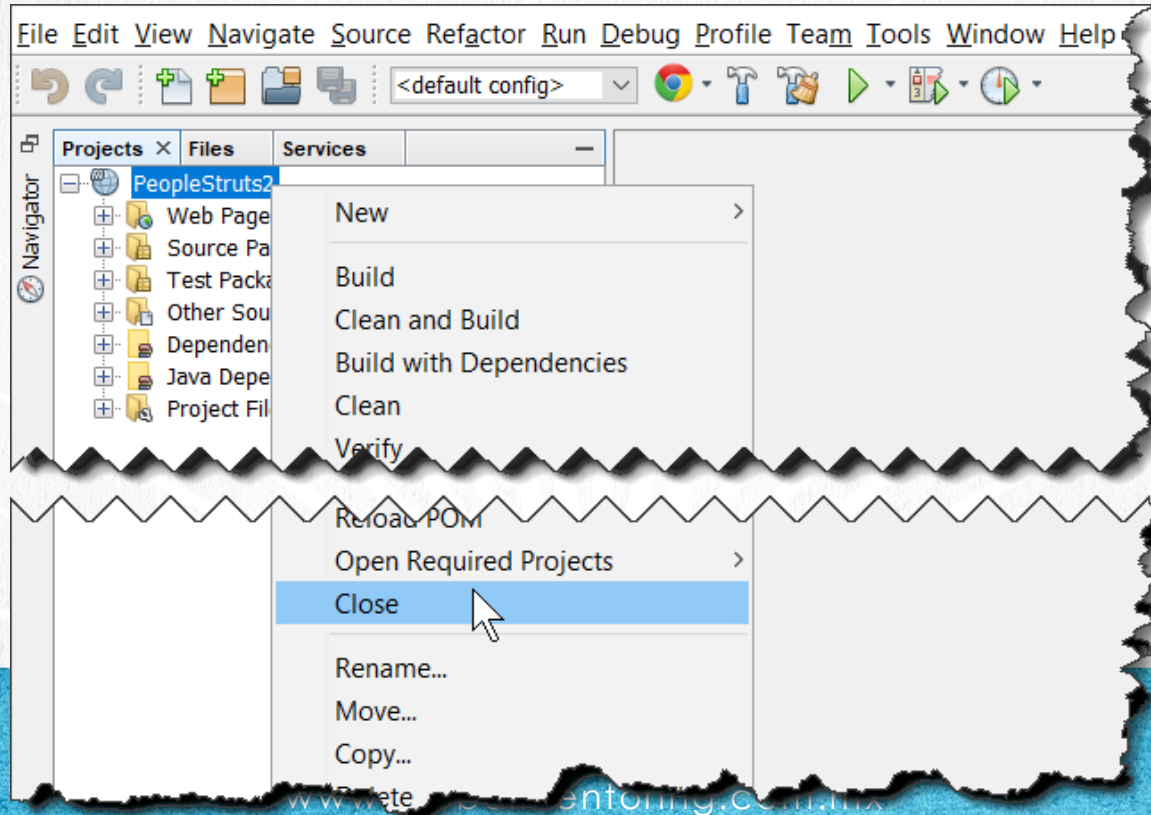 File Edit View Navigate Source Refactor Run Debug Profile Team Tools Window Help
<default config>
Projects Files Services
Navigator
PeopleStruts2
Web Page
Source Pa
Test Packa
Other Sou
Dependen
Java Depe
Project Fil
New
Build
Clean and Build
Build with Dependencies
Clean
Verify
Reload POM
Open Required Projects
Close
Rename...
Move...
Copy...
Delete